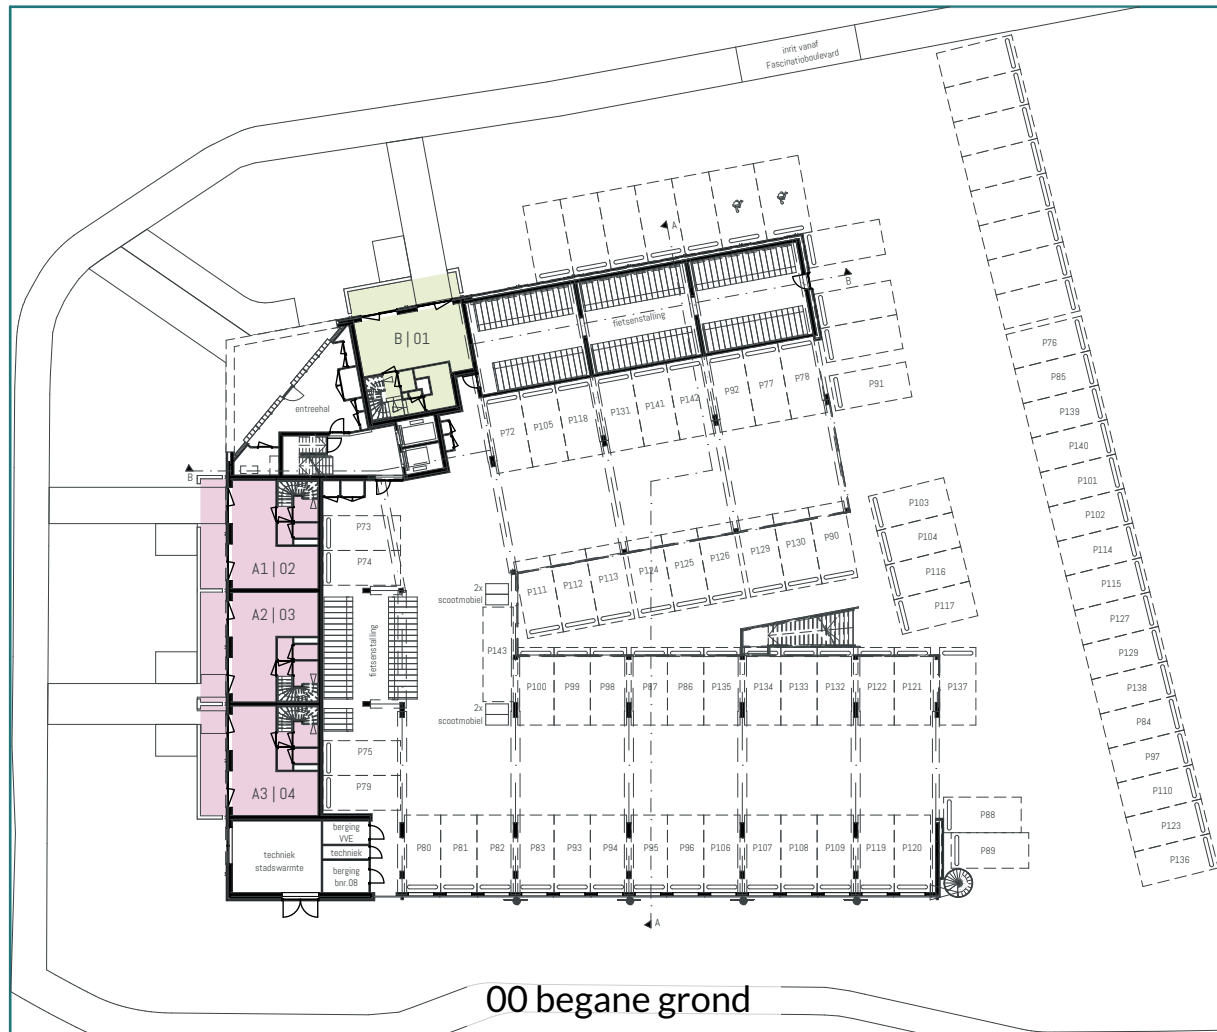 inrit vanaf
Fascinatioboulevard
A
B
fietsenstalling
B | 01
entreehal
B
P76
P85
P139
P140
P101
P102
P114
P115
P127
P129
P138
P84
P97
P110
P123
P136
P91
P72
P105
P118
P131
P141
P142
P92
P77
P78
P103
P104
P116
P117
P73
P74
A1 | 02
A2 | 03
A3 | 04
fietsenstalling
2x
scootmobiel
P143
2x
scootmobiel
P111
P112
P113
P124
P125
P126
P129
P130
P90
P100
P99
P98
P87
P86
P135
P134
P133
P132
P122
P121
P137
P75
P79
P88
P89
berging
VVE
techniek
berging
bnr.08
techniek
stadswarmte
P80
P81
P82
P83
P93
P94
P95
P96
P106
P107
P108
P109
P119
P120
A
00 begane grond